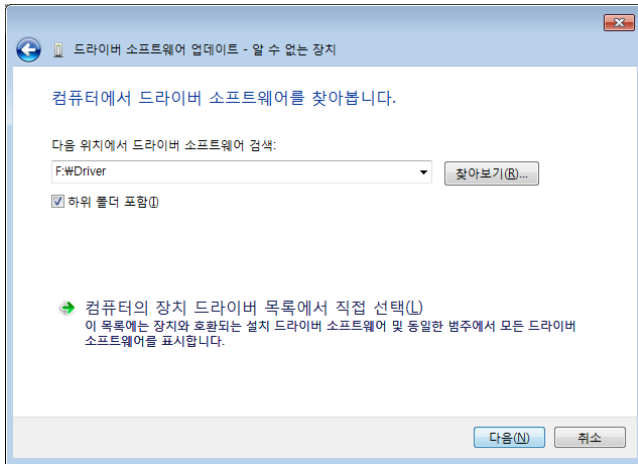 드라이버 소프트웨어 업데이트 - 알 수 없는 장치
컴퓨터에서 드라이버 소프트웨어를 찾아봅니다.
다음 위치에서 드라이버 소프트웨어 검색:
F:₩Driver
찾아보기(R)...
하위 폴더 포함(I)
컴퓨터의 장치 드라이버 목록에서 직접 선택(L)
이 목록에는 장치와 호환되는 설치 드라이버 소프트웨어 및 동일한 범주에서 모든 드라이버
소프트웨어를 표시합니다.
다음(N)
취소